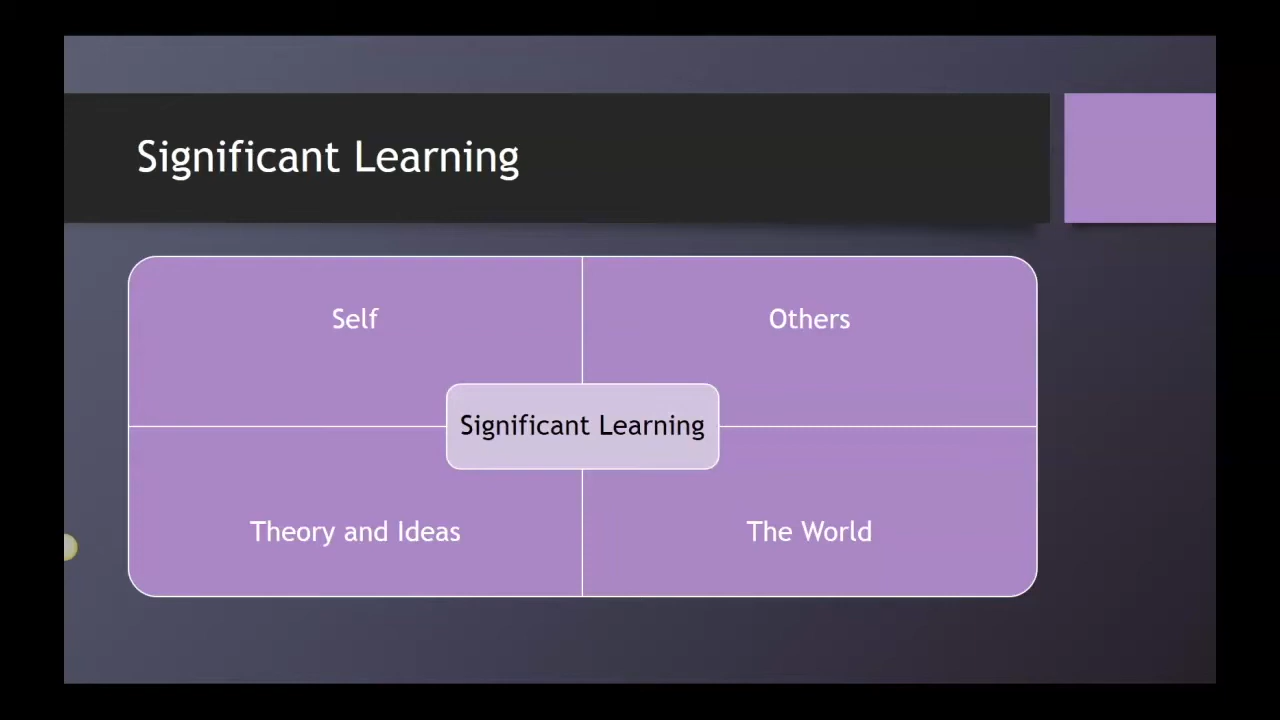 Significant Learning
Self
Others
Significant Learning
Theory and Ideas
The World